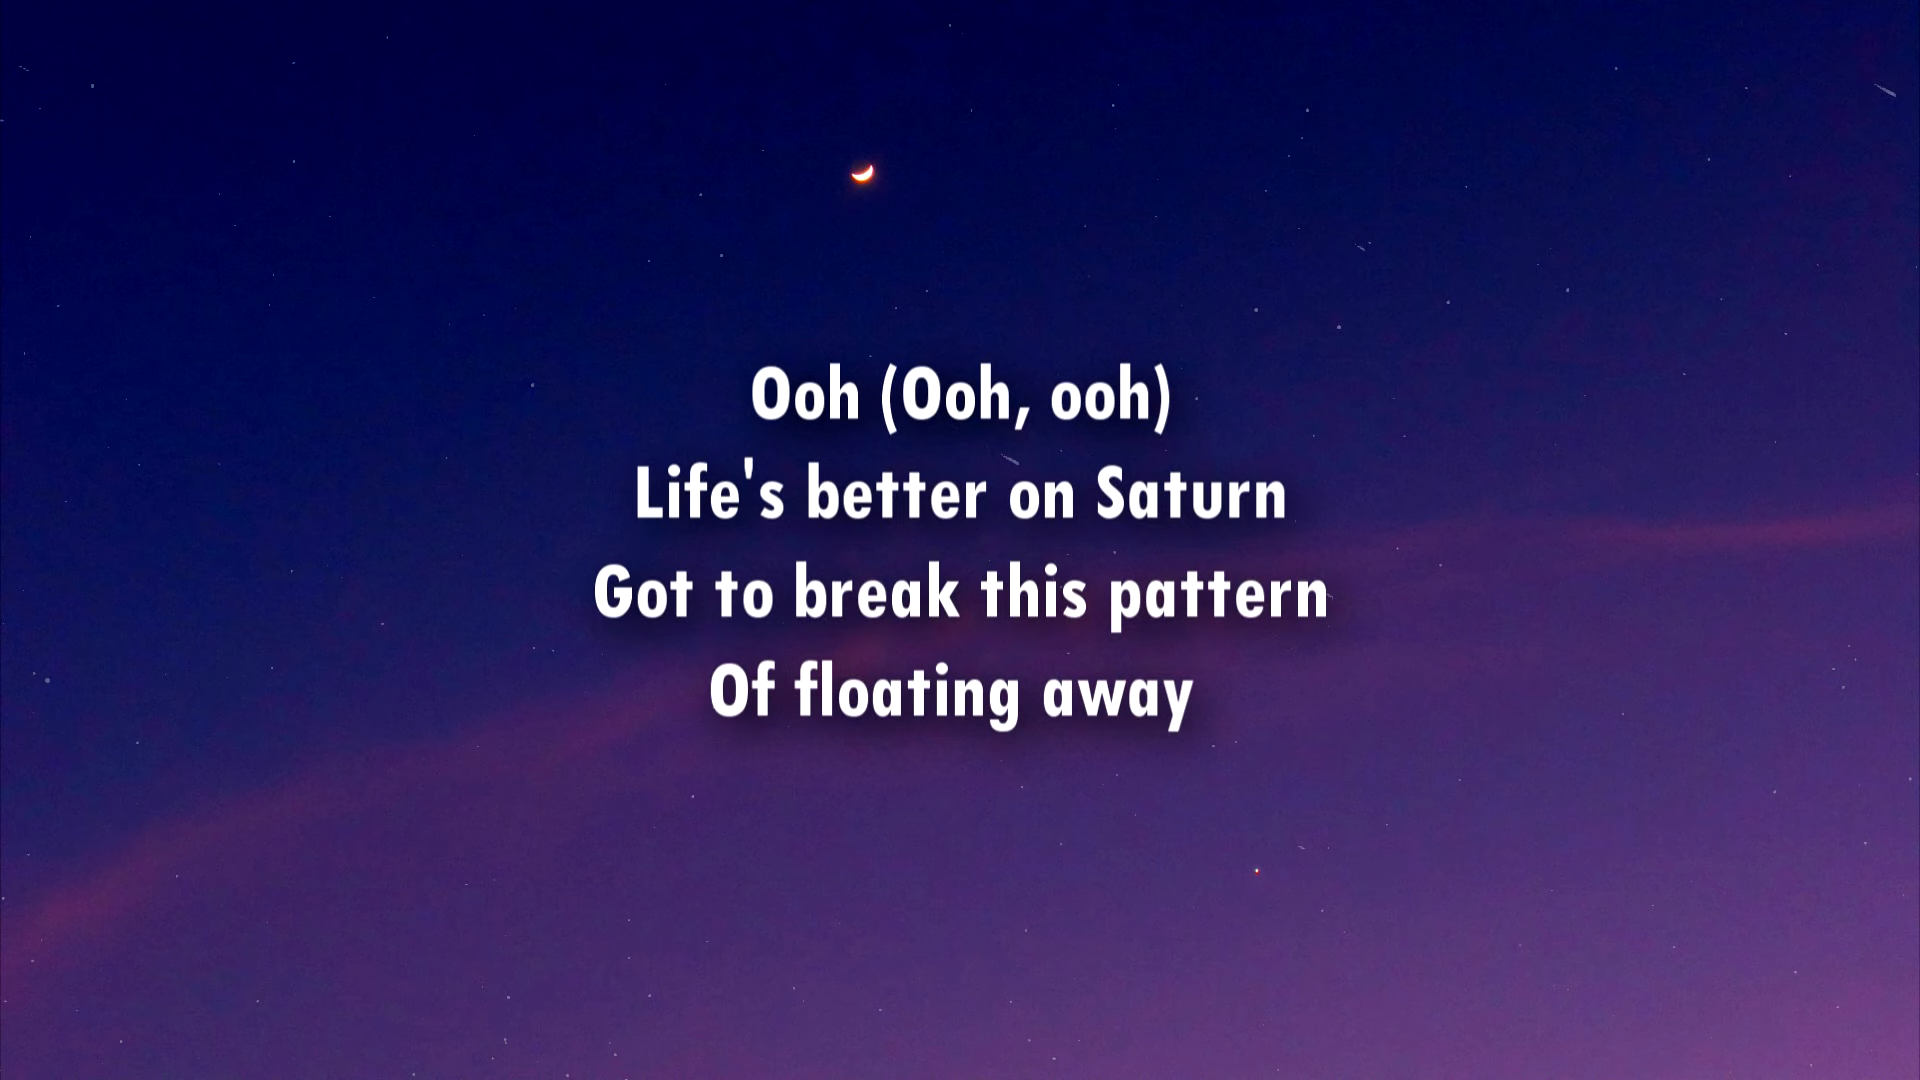 Ooh (Ooh, ooh)
Life's better on Saturn
Got to break this pattern
Of floating away